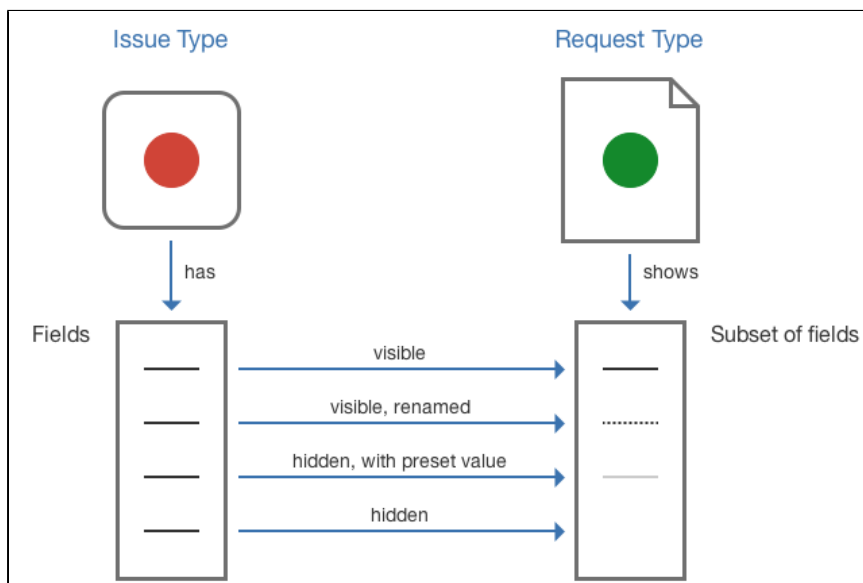 Issue Type
Request Type
has
shows
Fields
Subset of fields
visible
visible, renamed
hidden, with preset value
hidden